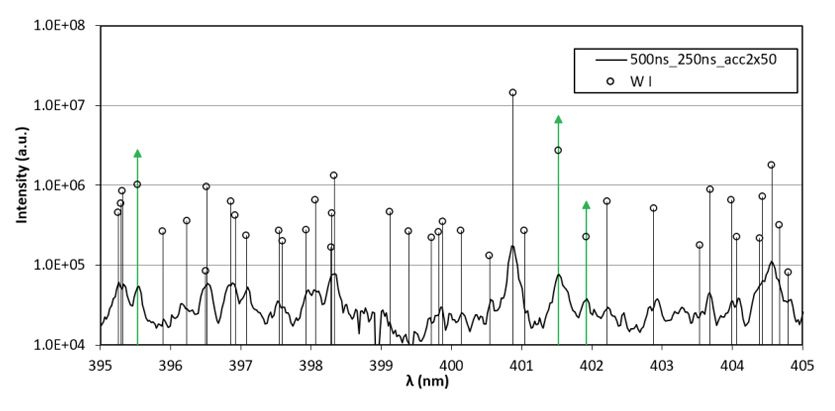 1.0E+08
1.0E+07
1.0E+06
1.0E+05
1.0E+04
Intensity (a.u.)
500ns_250ns_acc2x50
W I
395 396 397 398 399 400 401 402 403 404 405
λ (nm)